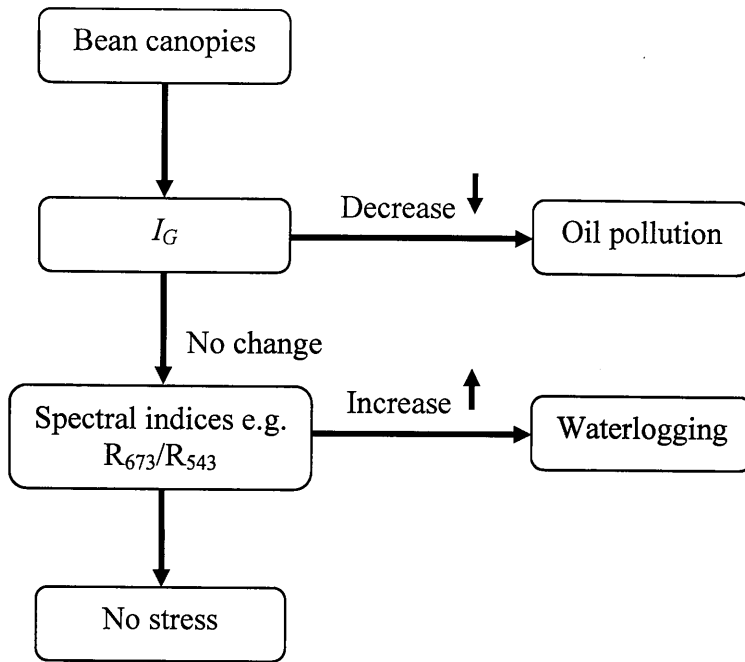 Bean canopies
Decrease ↓
I_G
Oil pollution
No change
Spectral indices e.g.
R₆₇₃/R₅₄₃
Increase ↑
Waterlogging
No stress